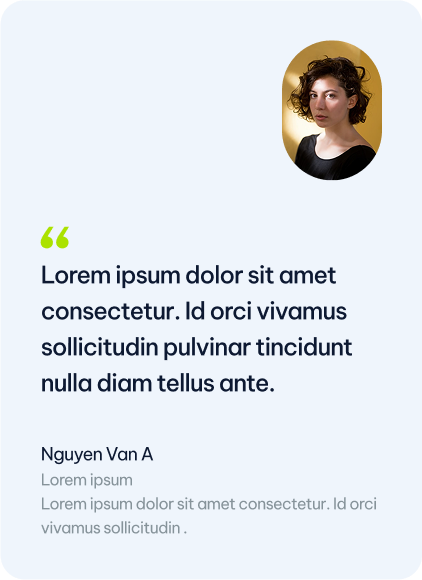 “
Lorem ipsum dolor sit amet
consectetur. Id orci vivamus
sollicitudin pulvinar tincidunt
nulla diam tellus ante.
Nguyen Van A
Lorem ipsum
Lorem ipsum dolor sit amet consectetur. Id orci
vivamus sollicitudin .